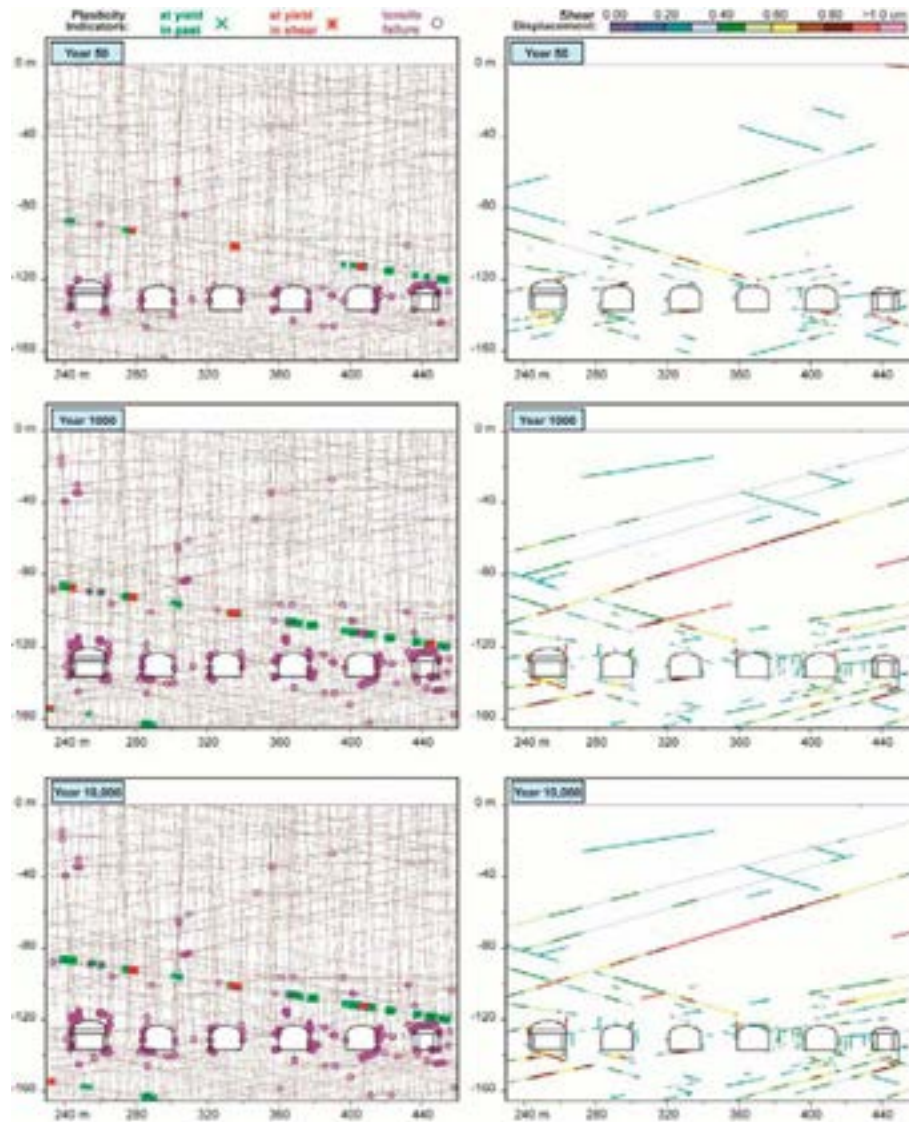 Plasticity Indicators: at yield in past at yield in shear tensile failure
Shear Displacement: 0.00 0.20 0.40 0.60 0.80 >1.0 cm
Year 50
Year 50
0 m
0 m
-40
-40
-80
-80
-120
-120
-160
-160
240 m 280 320 360 400 440
240 m 280 320 360 400 440
Year 1000
Year 1000
0 m
0 m
-40
-40
-80
-80
-120
-120
-160
-160
240 m 280 320 360 400 440
240 m 280 320 360 400 440
Year 10,000
Year 10,000
0 m
0 m
-40
-40
-80
-80
-120
-120
-160
-160
240 m 280 320 360 400 440
240 m 280 320 360 400 440